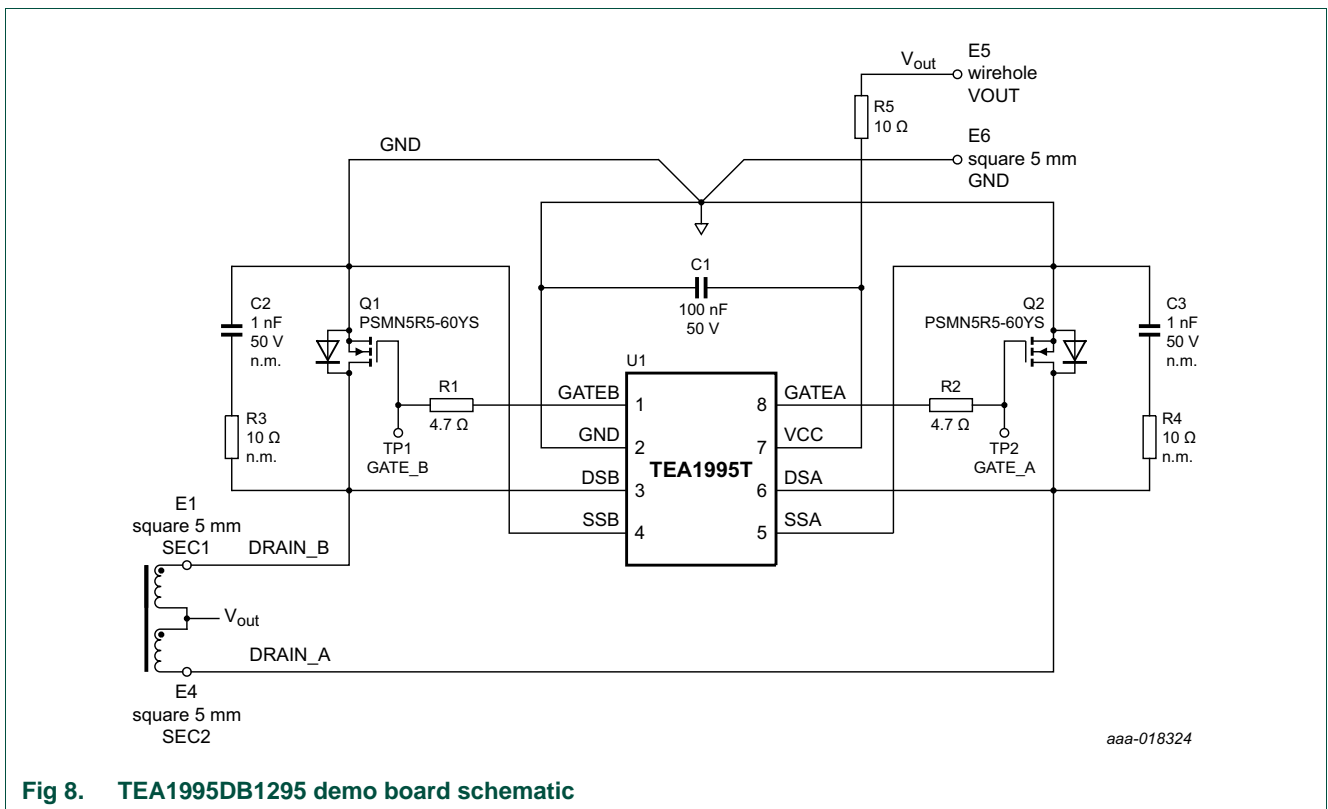 E5
V_out
wirehole
VOUT
R5
10 Ω
E6
GND
square 5 mm
GND
C1
100 nF
50 V
C2
1 nF
50 V
n.m.
Q1
PSMN5R5-60YS
Q2
PSMN5R5-60YS
C3
1 nF
50 V
n.m.
U1
R1
4.7 Ω
GATEB
1
8
GATEA
R2
4.7 Ω
R3
10 Ω
n.m.
TP1
GATE_B
GND
2
7
VCC
TP2
GATE_A
R4
10 Ω
n.m.
TEA1995T
DSB
3
6
DSA
SSB
4
5
SSA
E1
square 5 mm
SEC1
DRAIN_B
V_out
DRAIN_A
E4
square 5 mm
SEC2
aaa-018324
Fig 8. TEA1995DB1295 demo board schematic